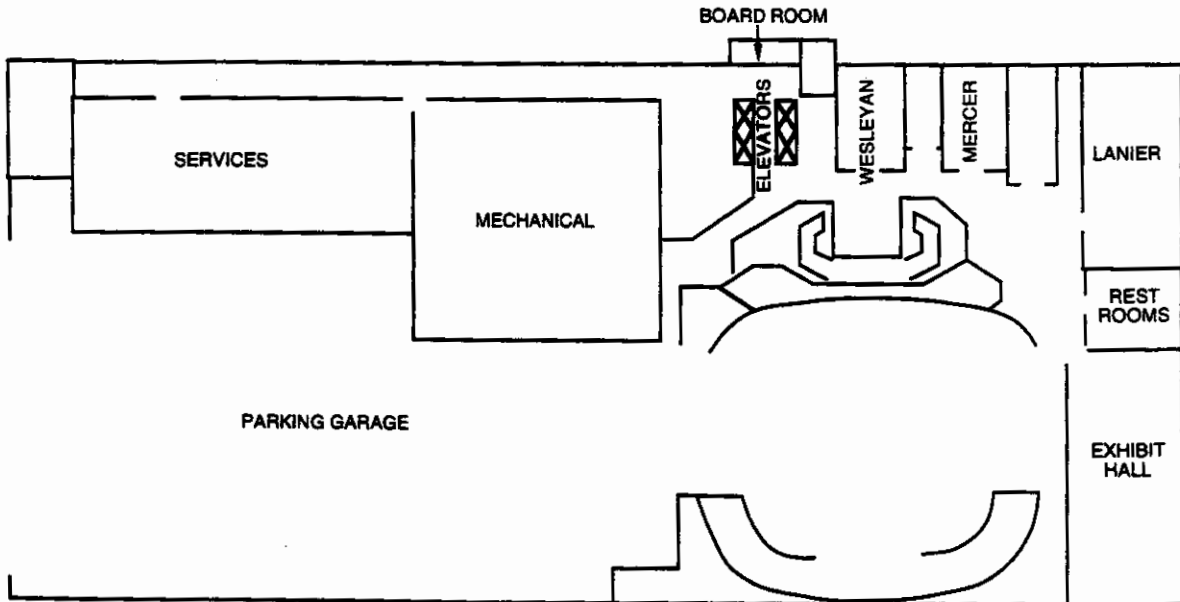 BOARD ROOM
ELEVATORS
WESLEYAN
MERCER
SERVICES
LANIER
MECHANICAL
REST
ROOMS
PARKING GARAGE
EXHIBIT
HALL